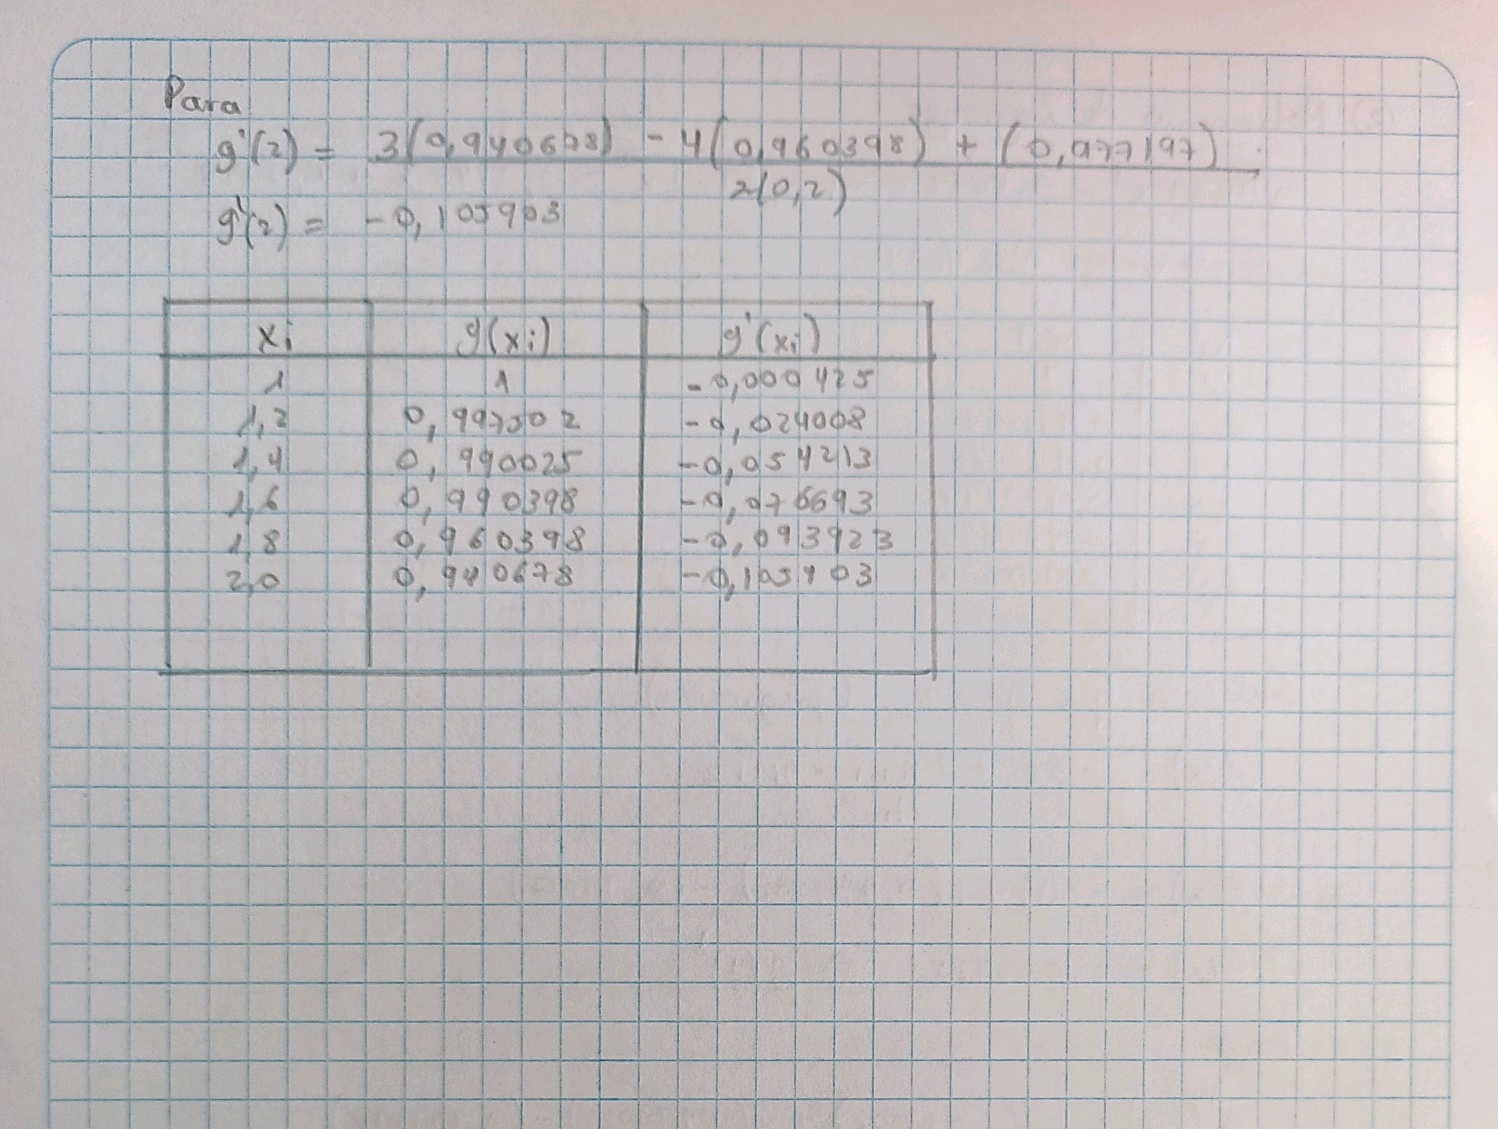 Para
g'(2) = 3(0,940678) - 4(0,960398) + (0,977197)
2(0,2)
g'(2) = -0,105903
xi g(xi) g'(xi)
1 1 -0,000425
1,2 0,997502 -0,024008
1,4 0,990025 -0,054213
1,6 0,990398 -0,076693
1,8 0,960398 -0,093923
2,0 0,940678 -0,105903